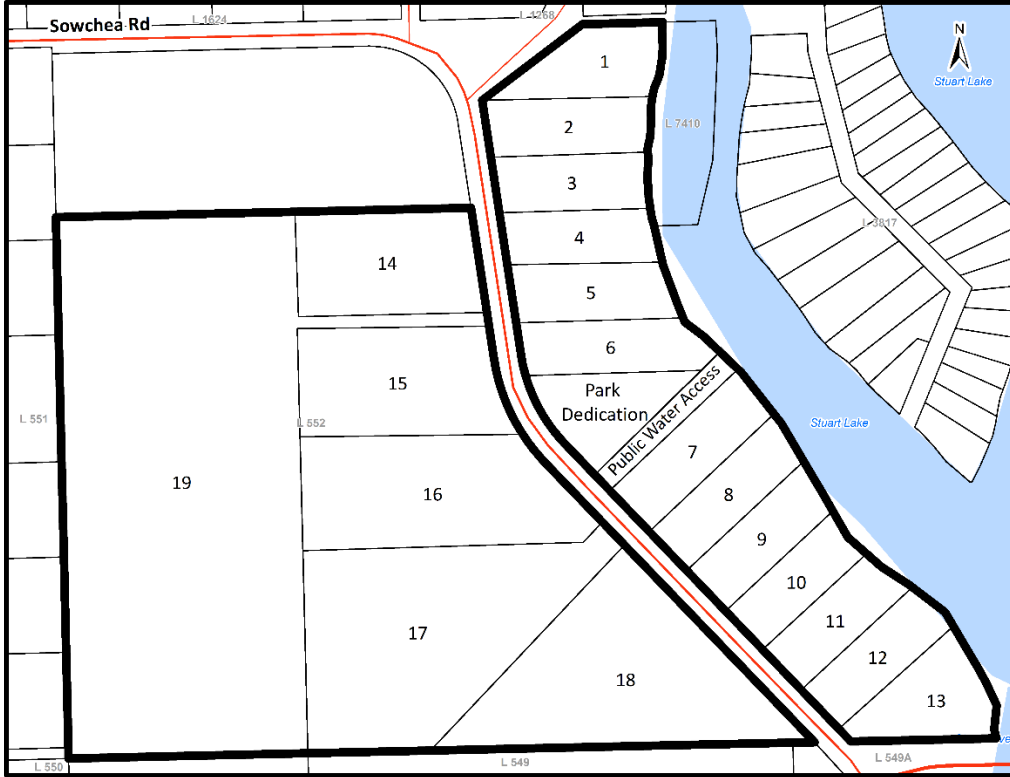 L 1624
L 1268
Sowchea Rd
N
Stuart Lake
1
2
L 7410
3
L 3817
4
14
5
6
15
Park
Dedication
Public Water Access
L 551
L 552
Stuart Lake
7
19
16
8
9
10
11
17
12
18
13
L 550
L 549
L 549A